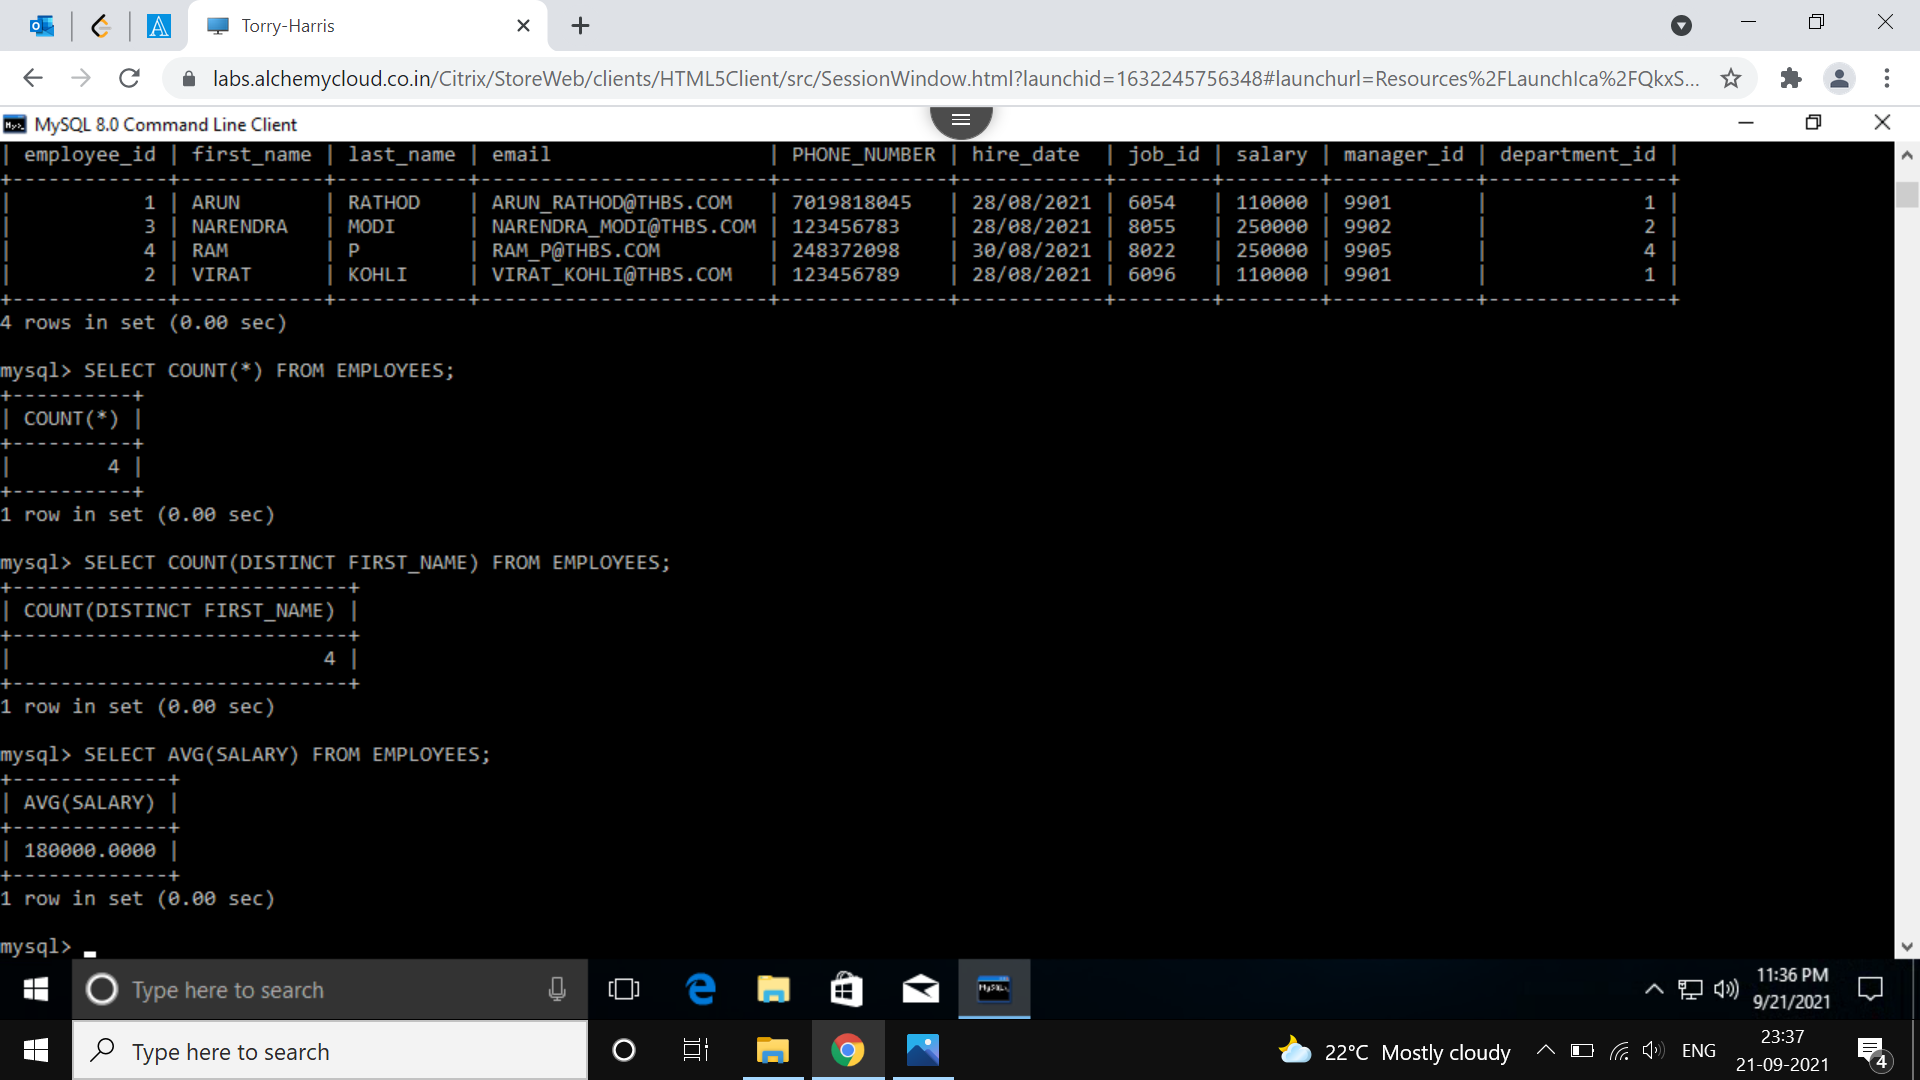 Torry-Harris
labs.alchemycloud.co.in/Citrix/StoreWeb/clients/HTML5Client/src/SessionWindow.html?launchid=1632245756348#launchurl=Resources%2FLaunchIca%2FQkxS...
MySQL 8.0 Command Line Client
| employee_id | first_name | last_name | email | PHONE_NUMBER | hire_date | job_id | salary | manager_id | department_id |
| 1 | ARUN | RATHOD | ARUN_RATHOD@THBS.COM | 7019818045 | 28/08/2021 | 6054 | 110000 | 9901 | 1 |
| 3 | NARENDRA | MODI | NARENDRA_MODI@THBS.COM | 123456783 | 28/08/2021 | 8055 | 250000 | 9902 | 2 |
| 4 | RAM | P | RAM_P@THBS.COM | 248372098 | 30/08/2021 | 8022 | 250000 | 9905 | 4 |
| 2 | VIRAT | KOHLI | VIRAT_KOHLI@THBS.COM | 123456789 | 28/08/2021 | 6096 | 110000 | 9901 | 1 |
4 rows in set (0.00 sec)
mysql> SELECT COUNT(*) FROM EMPLOYEES;
| COUNT(*) |
| 4 |
1 row in set (0.00 sec)
mysql> SELECT COUNT(DISTINCT FIRST_NAME) FROM EMPLOYEES;
| COUNT(DISTINCT FIRST_NAME) |
| 4 |
1 row in set (0.00 sec)
mysql> SELECT AVG(SALARY) FROM EMPLOYEES;
| AVG(SALARY) |
| 180000.0000 |
1 row in set (0.00 sec)
mysql> _
Type here to search
11:36 PM
9/21/2021
Type here to search
22°C Mostly cloudy
ENG
23:37
21-09-2021
4